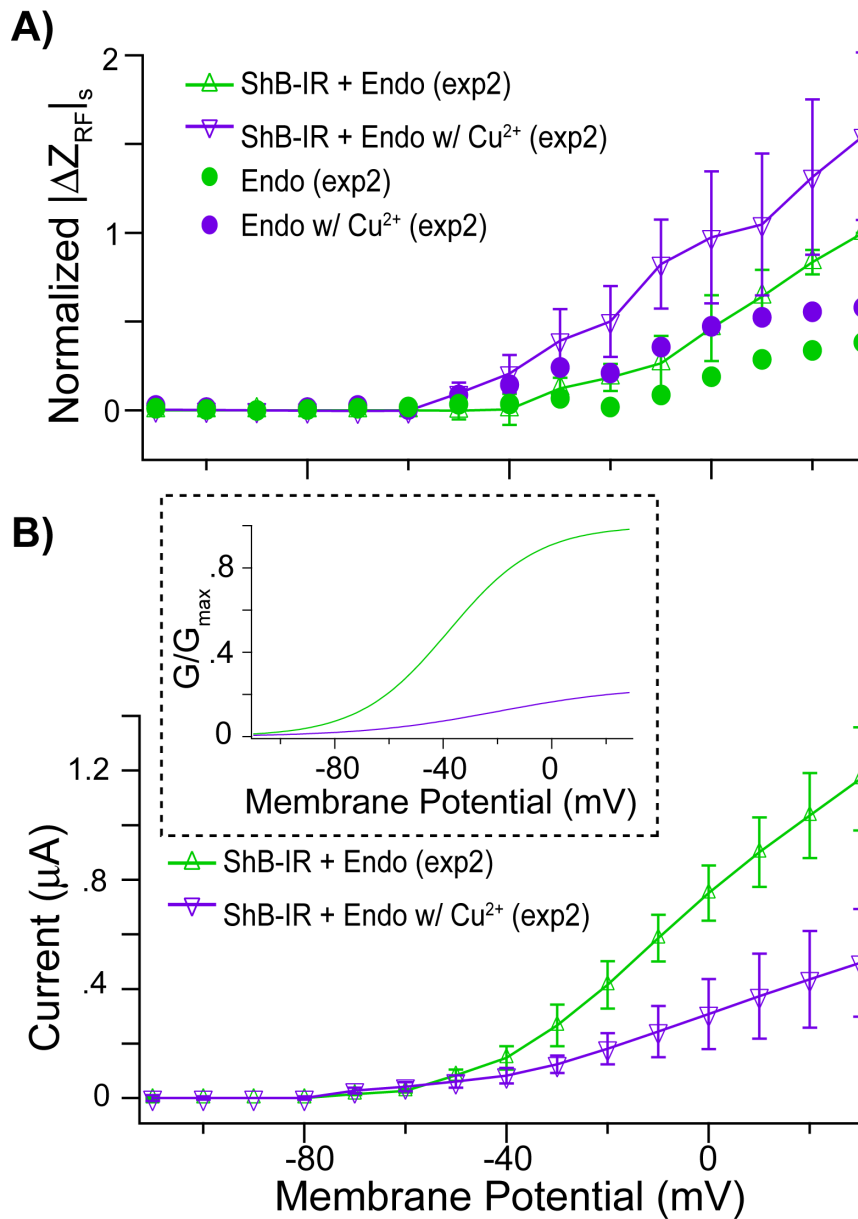 A)
Normalized |ΔZRF|s
2
1
0
ShB-IR + Endo (exp2)
ShB-IR + Endo w/ Cu²⁺ (exp2)
Endo (exp2)
Endo w/ Cu²⁺ (exp2)
B)
G/Gmax
.8
.4
0
-80
-40
0
Membrane Potential (mV)
Current (μA)
1.2
.8
.4
0
ShB-IR + Endo (exp2)
ShB-IR + Endo w/ Cu²⁺ (exp2)
-80
-40
0
Membrane Potential (mV)